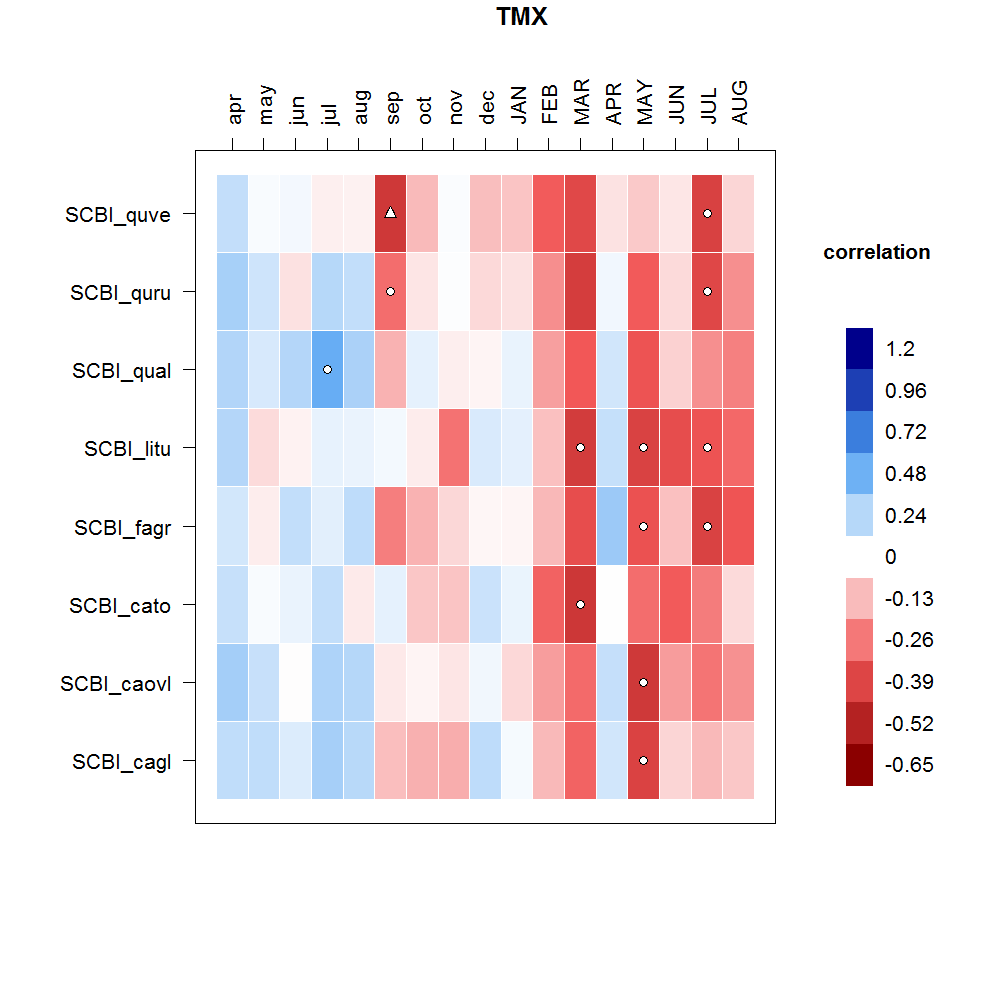 TMX
apr may jun jul aug sep oct nov dec JAN FEB MAR APR MAY JUN JUL AUG
SCBI_quve
SCBI_quru
SCBI_qual
SCBI_litu
SCBI_fagr
SCBI_cato
SCBI_caovl
SCBI_cagl
correlation
1.2
0.96
0.72
0.48
0.24
0
-0.13
-0.26
-0.39
-0.52
-0.65